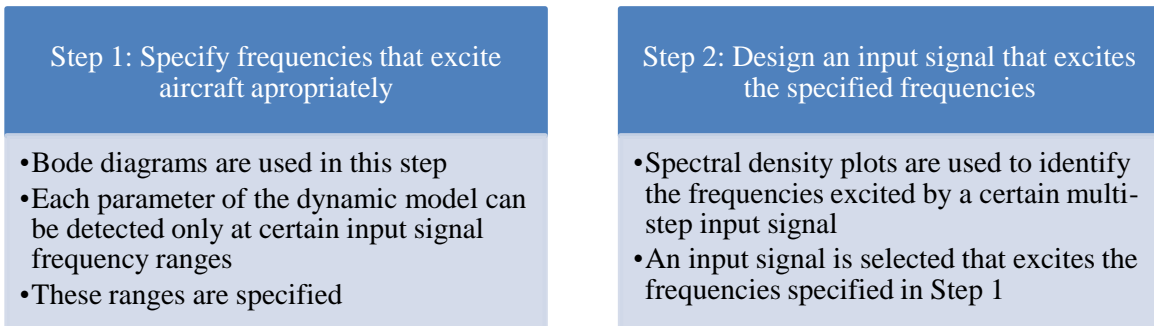 Step 1: Specify frequencies that excite
aircraft apropriately
•Bode diagrams are used in this step
•Each parameter of the dynamic model can
be detected only at certain input signal
frequency ranges
•These ranges are specified
Step 2: Design an input signal that excites
the specified frequencies
•Spectral density plots are used to identify
the frequencies excited by a certain multi-
step input signal
•An input signal is selected that excites the
frequencies specified in Step 1